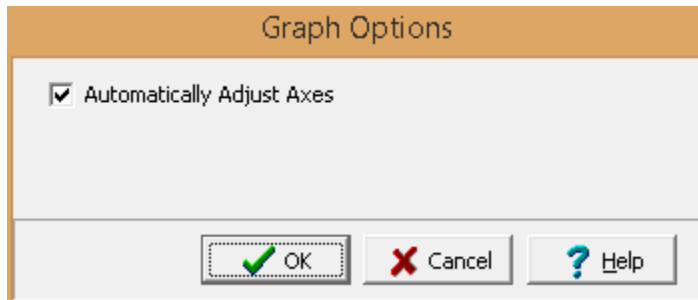 Graph Options
Automatically Adjust Axes
OK
Cancel
Help